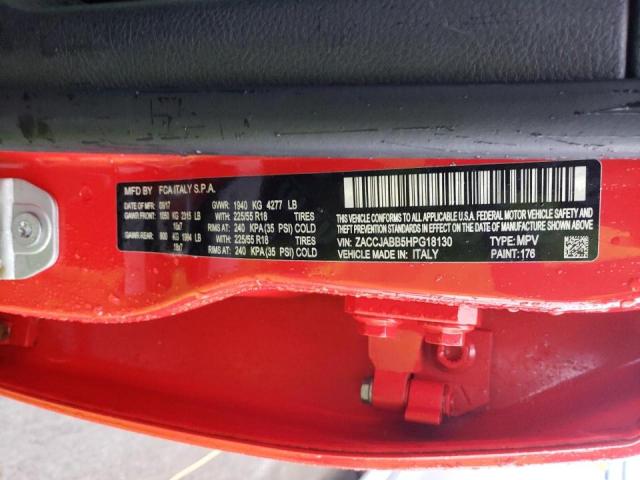 MFD BY FCA ITALY S.P.A.
DATE OF MFR: 09/17 GVWR: 1940 KG 4277 LB
GAWR FRONT: 1050 KG 2315 LB WITH 225/55 R18 TIRES
18x7 RIMS AT: 240 KPA(35 PSI) COLD
GAWR REAR: 900 KG 1984 LB WITH 225/55 R18 TIRES
18x7 RIMS AT: 240 KPA(35 PSI) COLD
THIS VEHICLE CONFORMS TO ALL APPLICABLE U.S.A. FEDERAL MOTOR VEHICLE SAFETY, BUMPER AND
THEFT PREVENTION STANDARDS IN EFFECT ON THE DATE OF MANUFACTURE SHOWN ABOVE
VIN: ZACCJABB5HPG18130 TYPE: MPV
VEHICLE MADE IN: ITALY PAINT: 176